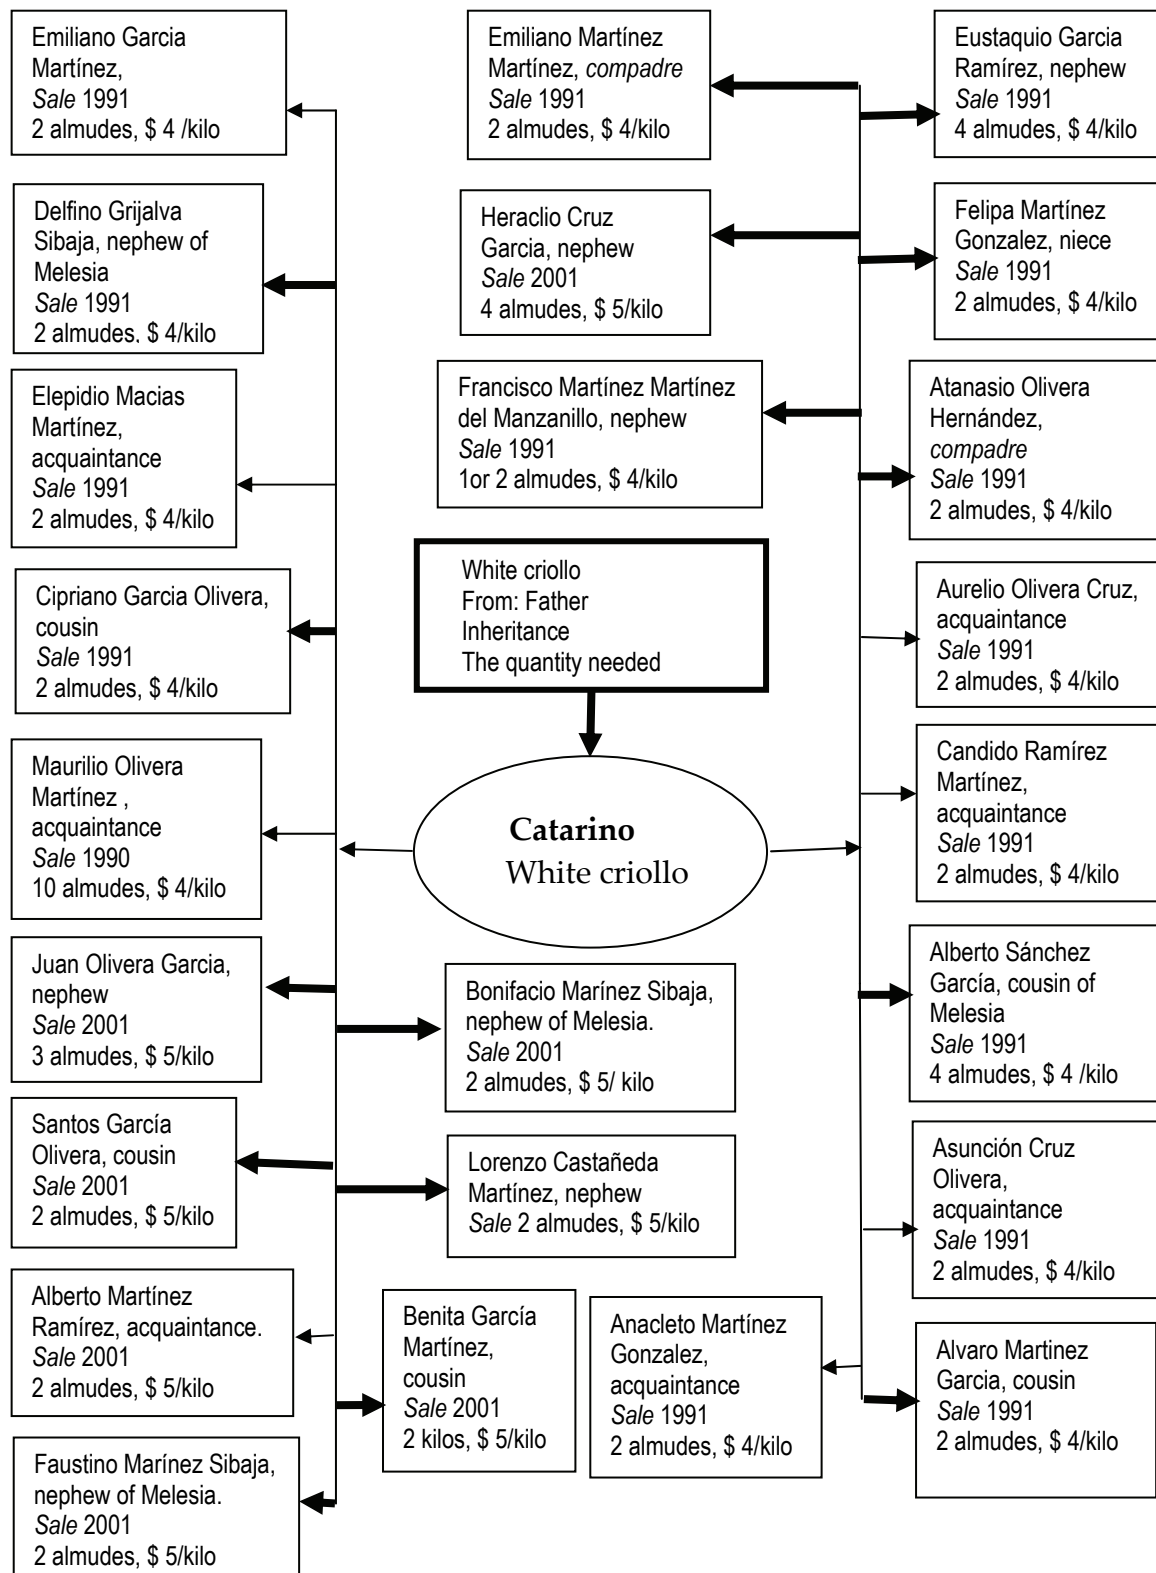 Emiliano Garcia
Martínez,
Sale 1991
2 almudes, $ 4 /kilo
Delfino Grijalva
Sibaja, nephew of
Melesia
Sale 1991
2 almudes, $ 4/kilo
Elepidio Macias
Martínez,
acquaintance
Sale 1991
2 almudes, $ 4/kilo
Cipriano Garcia Olivera,
cousin
Sale 1991
2 almudes, $ 4/kilo
Maurilio Olivera
Martínez ,
acquaintance
Sale 1990
10 almudes, $ 4/kilo
Juan Olivera Garcia,
nephew
Sale 2001
3 almudes, $ 5/kilo
Santos García
Olivera, cousin
Sale 2001
2 almudes, $ 5/kilo
Alberto Martínez
Ramírez, acquaintance.
Sale 2001
2 almudes, $ 5/kilo
Faustino Marínez Sibaja,
nephew of Melesia.
Sale 2001
2 almudes, $ 5/kilo
Emiliano Martínez
Martínez, compadre
Sale 1991
2 almudes, $ 4/kilo
Heraclio Cruz
Garcia, nephew
Sale 2001
4 almudes, $ 5/kilo
Francisco Martínez Martínez
del Manzanillo, nephew
Sale 1991
1or 2 almudes, $ 4/kilo
White criollo
From: Father
Inheritance
The quantity needed
Catarino
White criollo
Bonifacio Marínez Sibaja,
nephew of Melesia.
Sale 2001
2 almudes, $ 5/ kilo
Lorenzo Castañeda
Martínez, nephew
Sale 2 almudes, $ 5/kilo
Benita García
Martínez,
cousin
Sale 2001
2 kilos, $ 5/kilo
Anacleto Martínez
Gonzalez,
acquaintance
Sale 1991
2 almudes, $ 4/kilo
Eustaquio Garcia
Ramírez, nephew
Sale 1991
4 almudes, $ 4/kilo
Felipa Martínez
Gonzalez, niece
Sale 1991
2 almudes, $ 4/kilo
Atanasio Olivera
Hernández,
compadre
Sale 1991
2 almudes, $ 4/kilo
Aurelio Olivera Cruz,
acquaintance
Sale 1991
2 almudes, $ 4/kilo
Candido Ramírez
Martínez,
acquaintance
Sale 1991
2 almudes, $ 4/kilo
Alberto Sánchez
García, cousin of
Melesia
Sale 1991
4 almudes, $ 4 /kilo
Asunción Cruz
Olivera,
acquaintance
Sale 1991
2 almudes, $ 4/kilo
Alvaro Martinez
Garcia, cousin
Sale 1991
2 almudes, $ 4/kilo